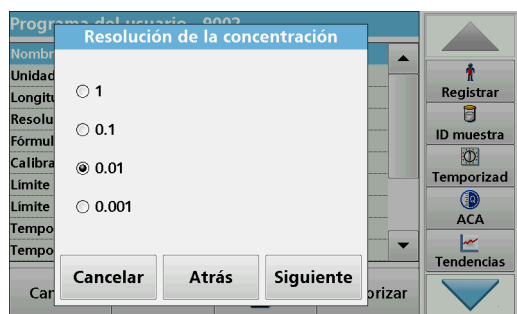 Programa del usuario 9002
Resolución de la concentración
Nombr
Unidad
Longitu
Resolu
Fórmul
Calibra
Límite
Límite
Tempo
Tempo
1
0.1
0.01
0.001
Cancelar Atrás Siguiente
Car orizar
Registrar
ID muestra
Temporizad
ACA
Tendencias